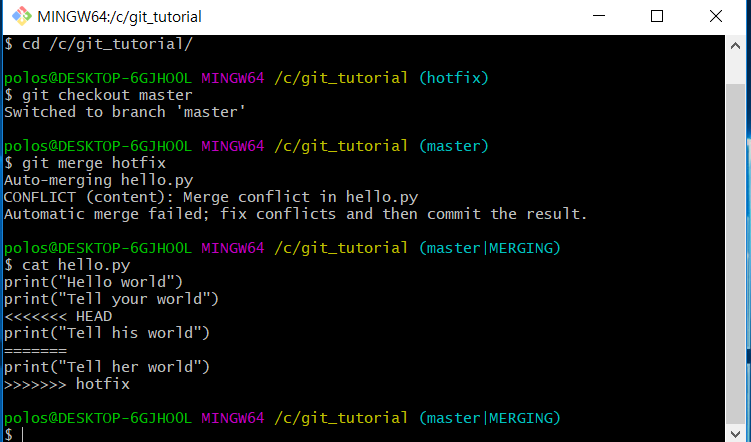 MINGW64:/c/git_tutorial
$ cd /c/git_tutorial/
polos@DESKTOP-6GJHOOL MINGW64 /c/git_tutorial (hotfix)
$ git checkout master
Switched to branch 'master'
polos@DESKTOP-6GJHOOL MINGW64 /c/git_tutorial (master)
$ git merge hotfix
Auto-merging hello.py
CONFLICT (content): Merge conflict in hello.py
Automatic merge failed; fix conflicts and then commit the result.
polos@DESKTOP-6GJHOOL MINGW64 /c/git_tutorial (master|MERGING)
$ cat hello.py
print("Hello world")
print("Tell your world")
<<<<<<< HEAD
print("Tell his world")
=======
print("Tell her world")
>>>>>>> hotfix
polos@DESKTOP-6GJHOOL MINGW64 /c/git_tutorial (master|MERGING)
$